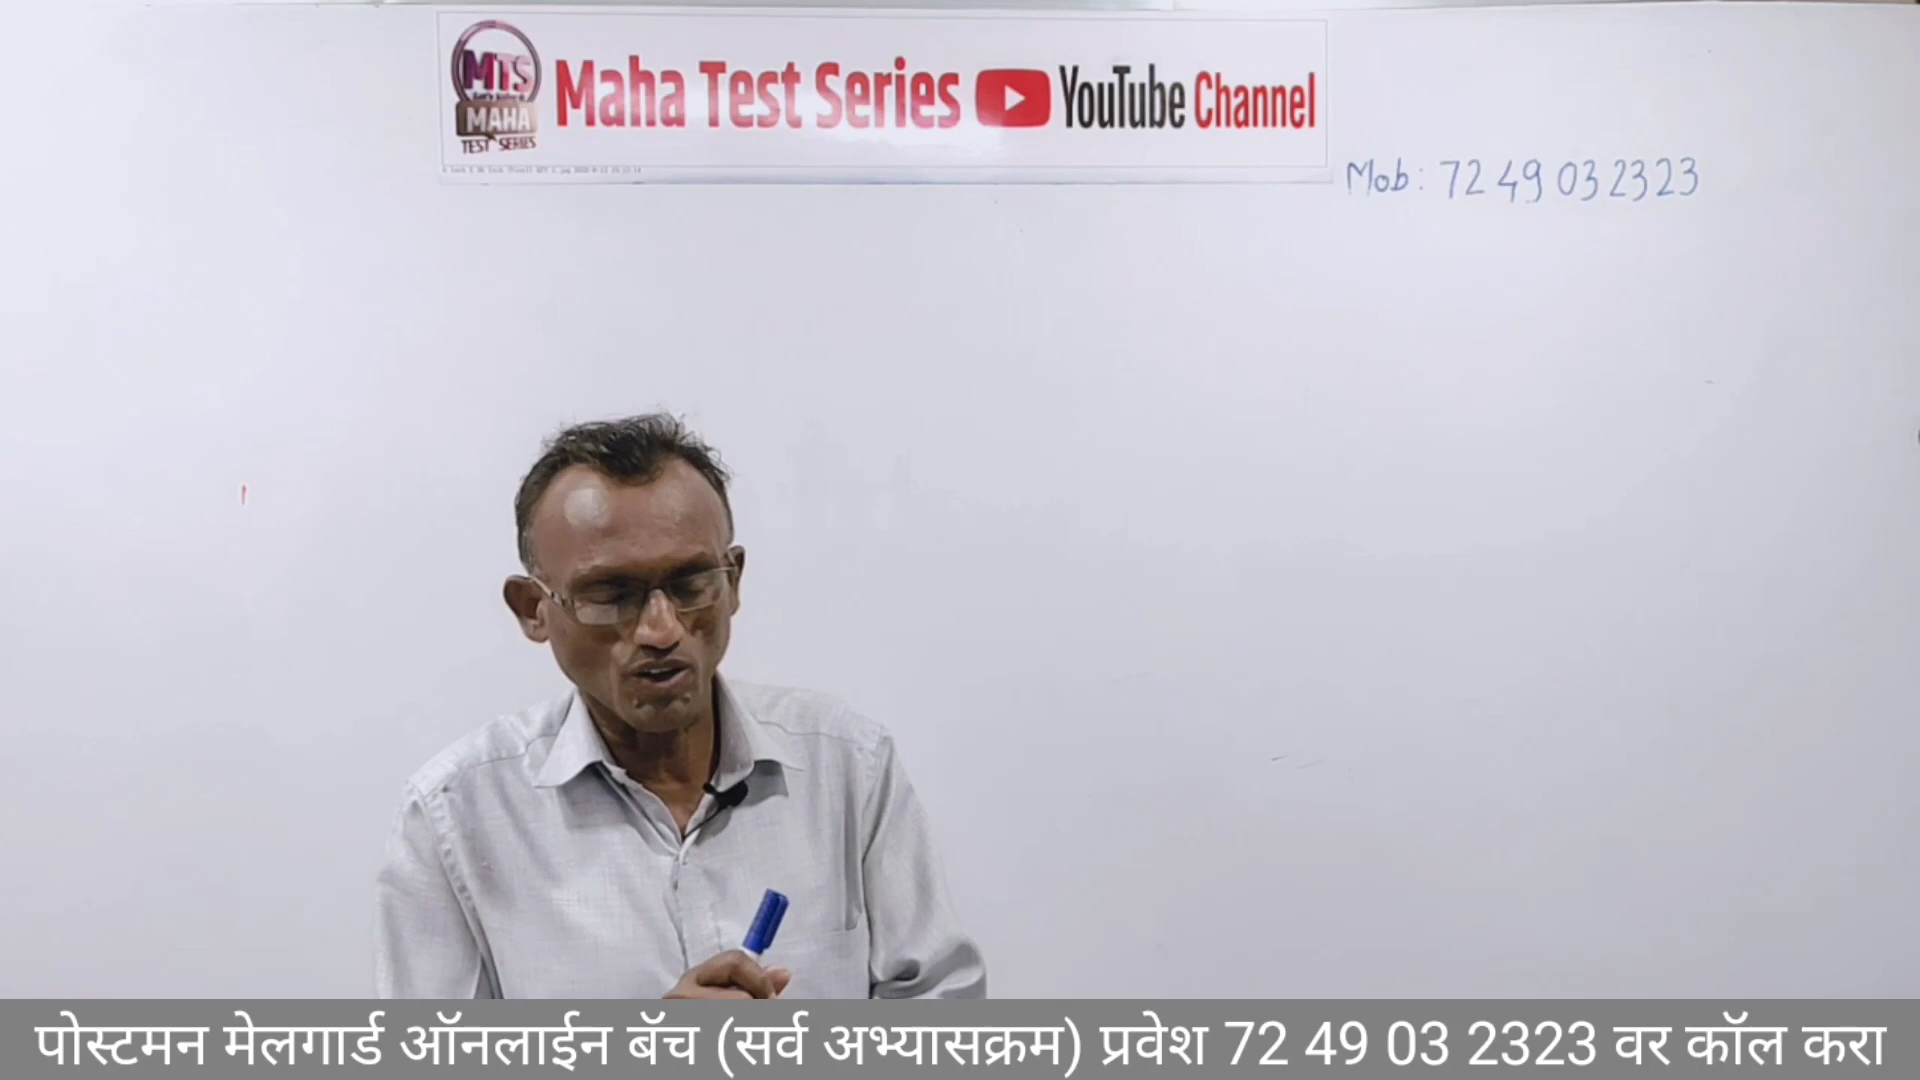 MTS
MAHA
TEST SERIES
Maha Test Series YouTube Channel
Mob: 72 49 03 2323
पोस्टमन मेलगार्ड ऑनलाईन बॅच (सर्व अभ्यासक्रम) प्रवेश 72 49 03 2323 वर कॉल करा